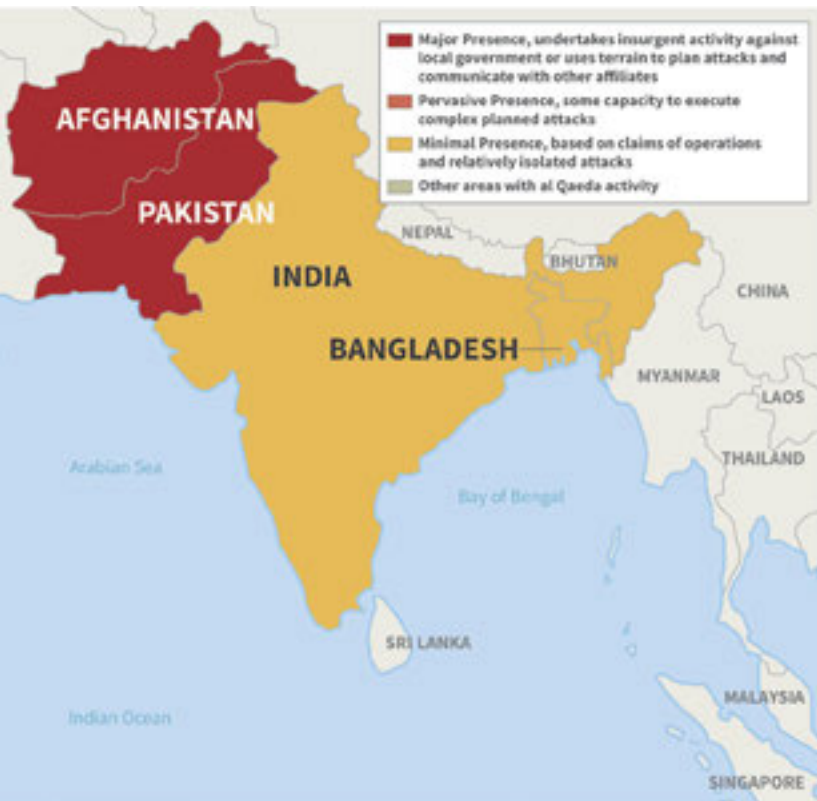 Major Presence, undertakes insurgent activity against
local government or uses terrain to plan attacks and
communicate with other affiliates
Pervasive Presence, some capacity to execute
complex planned attacks
Minimal Presence, based on claims of operations
and relatively isolated attacks
Other areas with al Qaeda activity
AFGHANISTAN
PAKISTAN
NEPAL
BHUTAN
INDIA
CHINA
BANGLADESH
MYANMAR
LAOS
THAILAND
Arabian Sea
Bay of Bengal
SRI LANKA
MALAYSIA
Indian Ocean
SINGAPORE